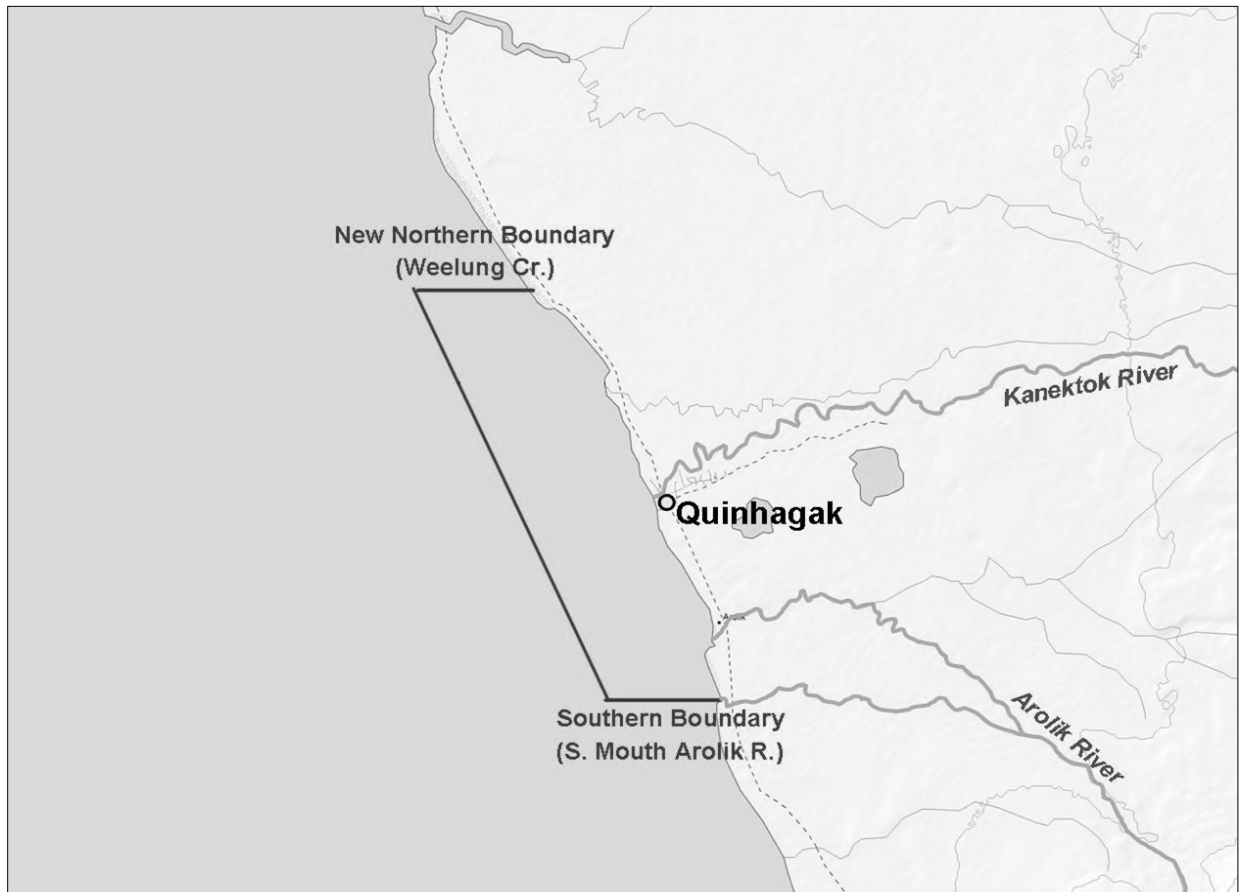 New Northern Boundary
(Weelung Cr.)
Kanektok River
Quinhagak
Arolik River
Southern Boundary
(S. Mouth Arolik R.)